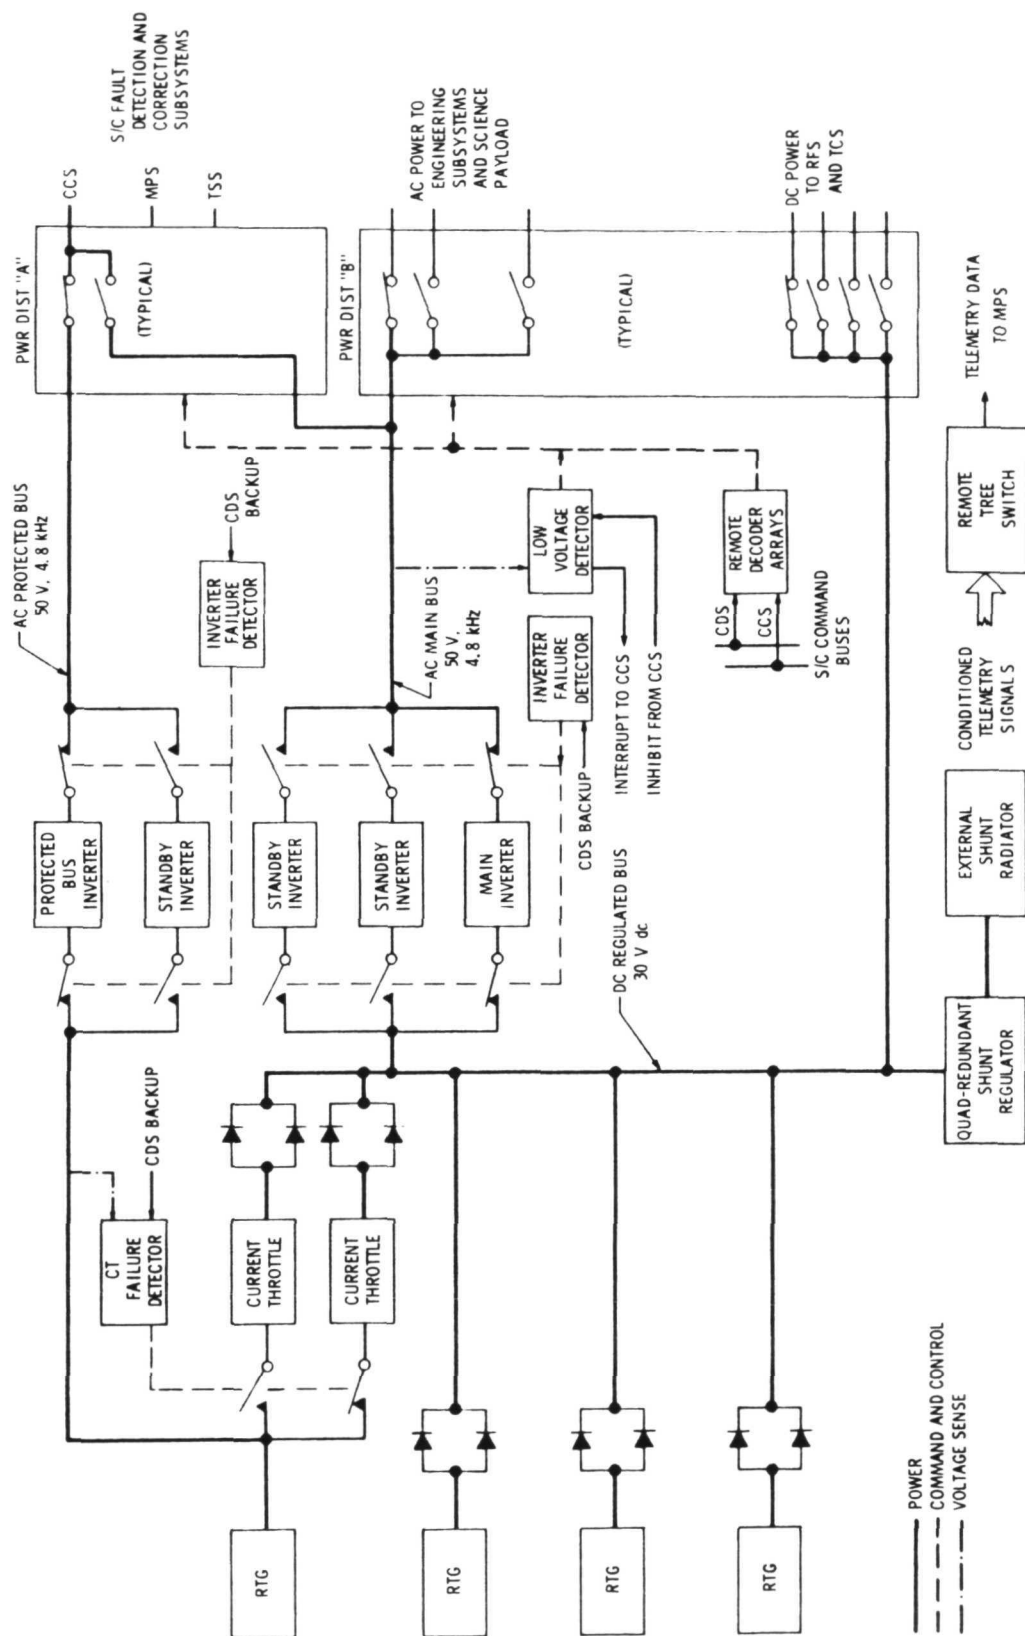 S/C FAULT
DETECTION AND
CORRECTION
SUBSYSTEMS
CCS
MPS
TSS
PWR DIST "A"
(TYPICAL)
AC PROTECTED BUS
50 V, 4.8 kHz
CDS
BACKUP
INVERTER
FAILURE
DETECTOR
PROTECTED
BUS
INVERTER
STANDBY
INVERTER
CT
FAILURE
DETECTOR
CDS BACKUP
AC POWER TO
ENGINEERING
SUBSYSTEMS
AND SCIENCE
PAYLOAD
PWR DIST "B"
(TYPICAL)
AC MAIN BUS
50 V,
4.8 kHz
LOW
VOLTAGE
DETECTOR
INVERTER
FAILURE
DETECTOR
CDS BACKUP
INTERRUPT TO CCS
INHIBIT FROM CCS
STANDBY
INVERTER
STANDBY
INVERTER
MAIN
INVERTER
CURRENT
THROTTLE
CURRENT
THROTTLE
RTG
RTG
RTG
RTG
DC REGULATED BUS
30 V dc
REMOTE
DECODER
ARRAYS
CDS
CCS
S/C COMMAND
BUSES
DC POWER
TO RFS
AND TCS
QUAD-REDUNDANT
SHUNT
REGULATOR
EXTERNAL
SHUNT
RADIATOR
CONDITIONED
TELEMETRY
SIGNALS
REMOTE
TREE
SWITCH
TELEMETRY DATA
TO MPS
POWER
COMMAND AND CONTROL
VOLTAGE SENSE